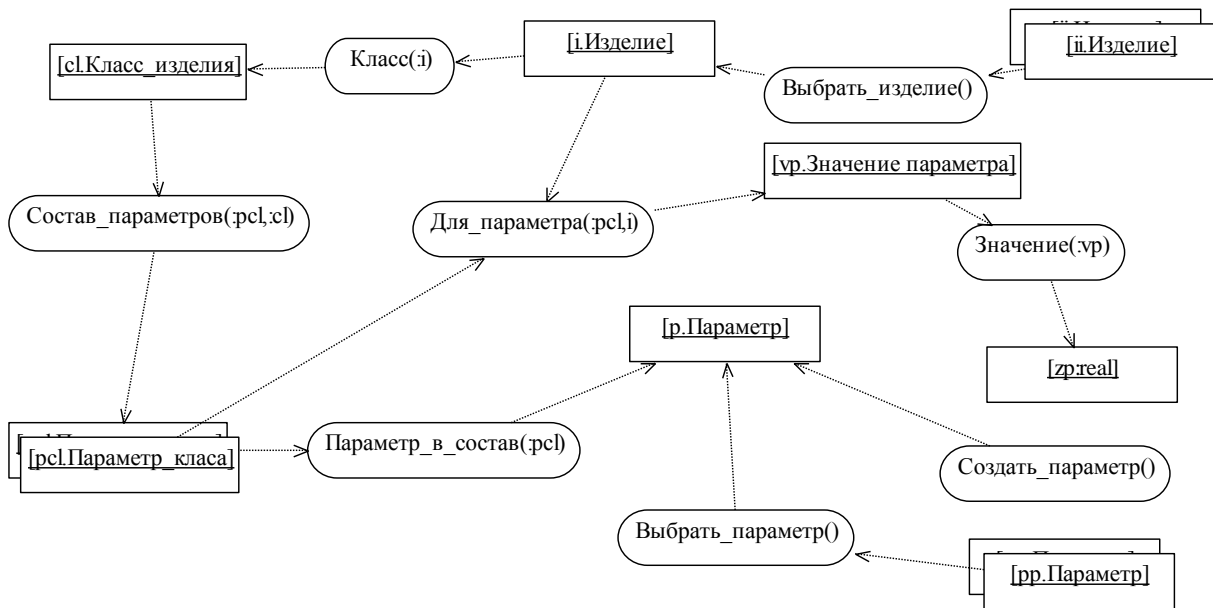 [i.Изделие]
[ii.Изделие]
[cl.Класс_изделия]
Класс(:i)
Выбрать_изделие()
[vp.Значение параметра]
Состав_параметров(:pcl,:cl)
Для_параметра(:pcl,i)
Значение(:vp)
[p.Параметр]
[zp:real]
[pcl.Параметр_класа]
Параметр_в_состав(:pcl)
Создать_параметр()
Выбрать_параметр()
[pp.Параметр]